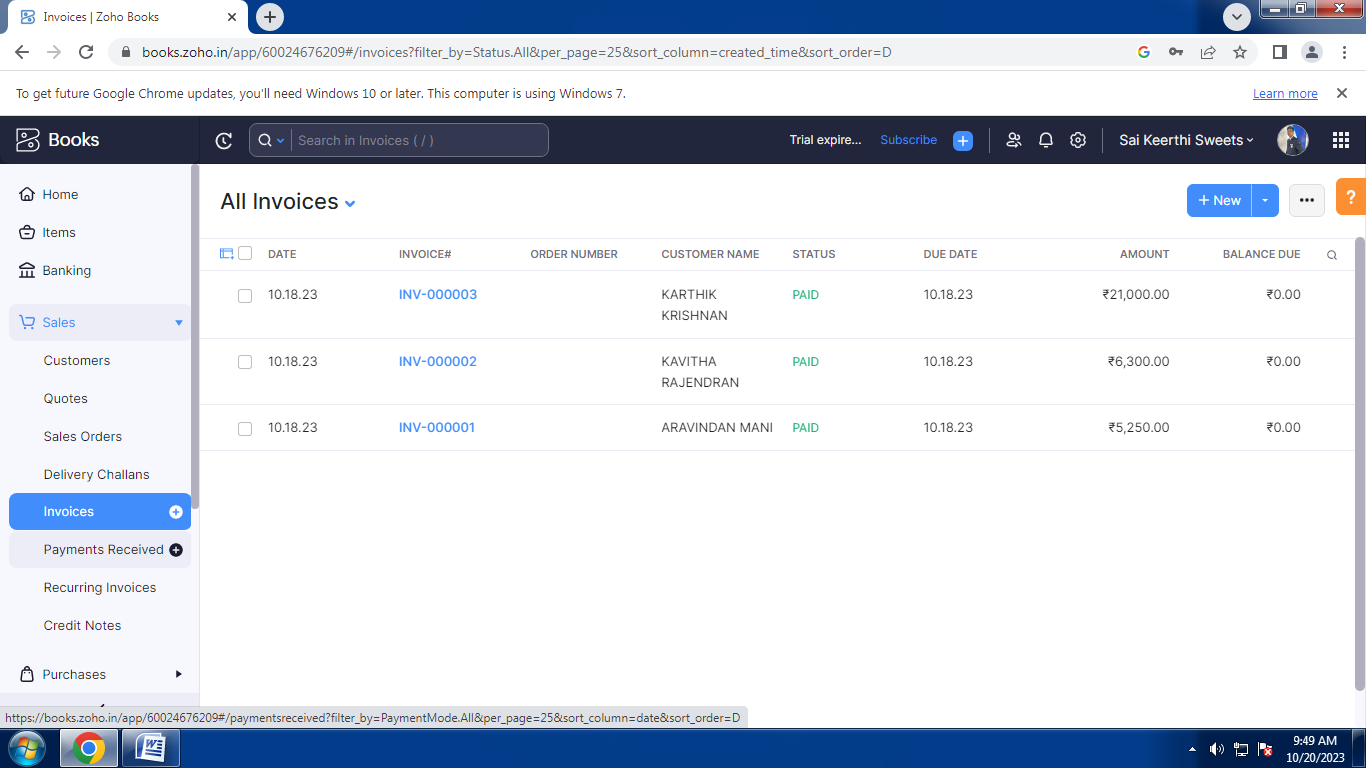 Invoices | Zoho Books
books.zoho.in/app/60024676209#/invoices?filter_by=Status.All&per_page=25&sort_column=created_time&sort_order=D
To get future Google Chrome updates, you'll need Windows 10 or later. This computer is using Windows 7.
Learn more
Books
Search in Invoices ( / )
Trial expire...
Subscribe
Sai Keerthi Sweets
Home
Items
Banking
Sales
Customers
Quotes
Sales Orders
Delivery Challans
Invoices
Payments Received
Recurring Invoices
Credit Notes
Purchases
All Invoices
+ New
?
DATE INVOICE# ORDER NUMBER CUSTOMER NAME STATUS DUE DATE AMOUNT BALANCE DUE
10.18.23 INV-000003 KARTHIK KRISHNAN PAID 10.18.23 ₹21,000.00 ₹0.00
10.18.23 INV-000002 KAVITHA RAJENDRAN PAID 10.18.23 ₹6,300.00 ₹0.00
10.18.23 INV-000001 ARAVINDAN MANI PAID 10.18.23 ₹5,250.00 ₹0.00
https://books.zoho.in/app/60024676209#/paymentsreceived?filter_by=PaymentMode.All&per_page=25&sort_column=date&sort_order=D
9:49 AM
10/20/2023